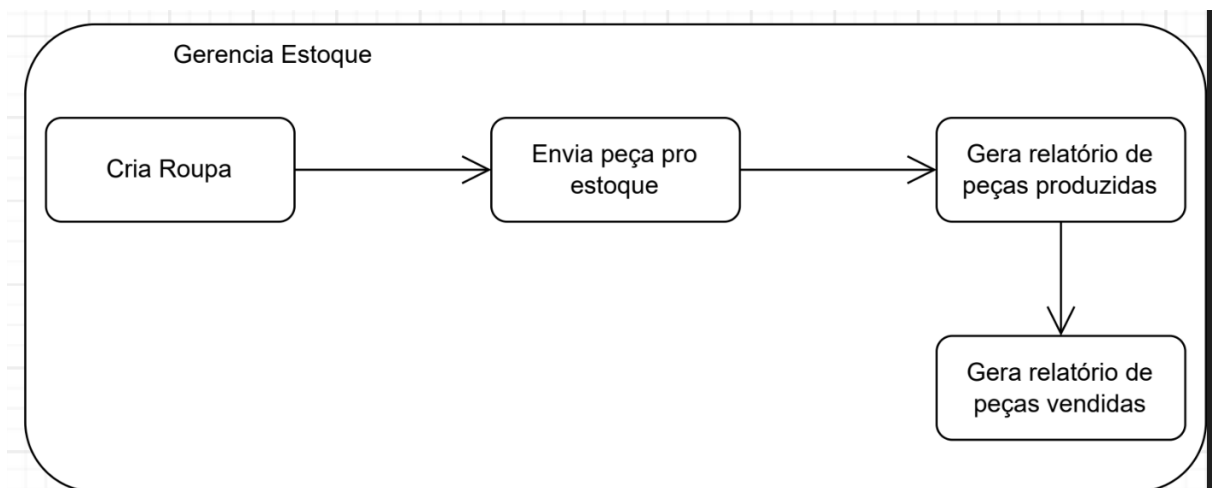 Gerencia Estoque
Cria Roupa
Envia peça pro
estoque
Gera relatório de
peças produzidas
Gera relatório de
peças vendidas